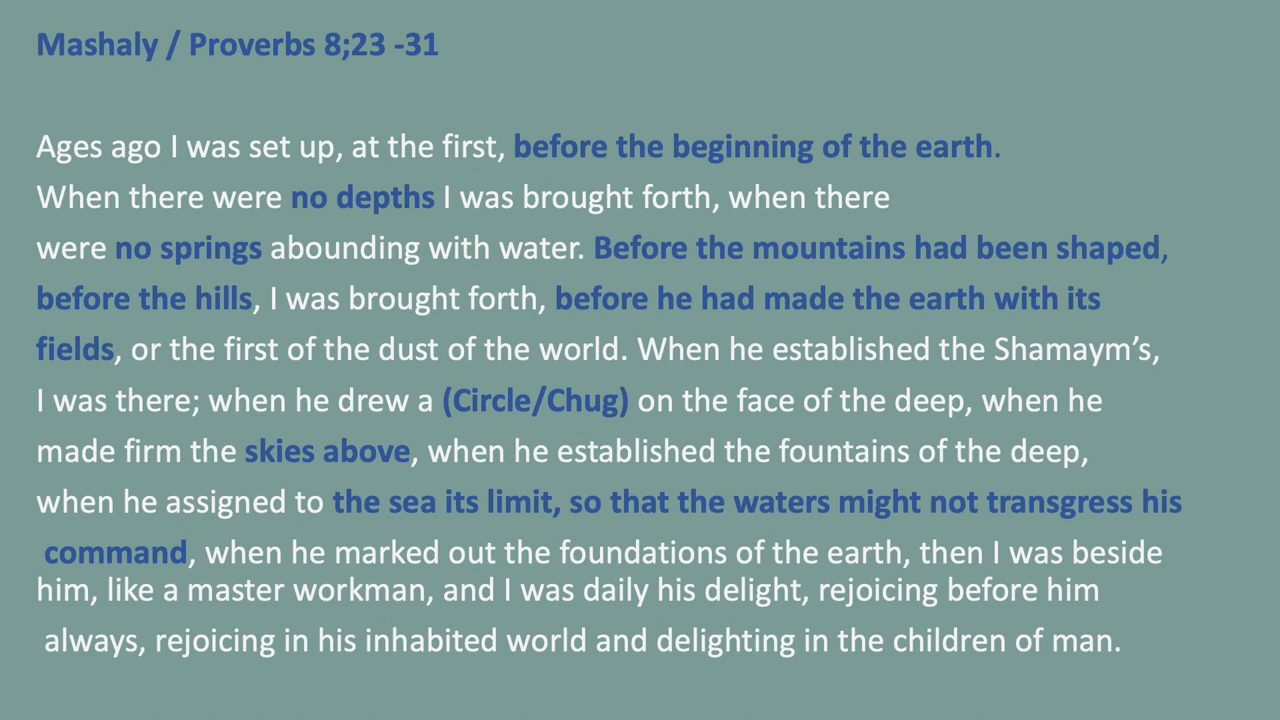 Mashaly / Proverbs 8;23 -31
Ages ago I was set up, at the first, before the beginning of the earth.
When there were no depths I was brought forth, when there
were no springs abounding with water. Before the mountains had been shaped,
before the hills, I was brought forth, before he had made the earth with its
fields, or the first of the dust of the world. When he established the Shamaym’s,
I was there; when he drew a (Circle/Chug) on the face of the deep, when he
made firm the skies above, when he established the fountains of the deep,
when he assigned to the sea its limit, so that the waters might not transgress his
command, when he marked out the foundations of the earth, then I was beside
him, like a master workman, and I was daily his delight, rejoicing before him
always, rejoicing in his inhabited world and delighting in the children of man.